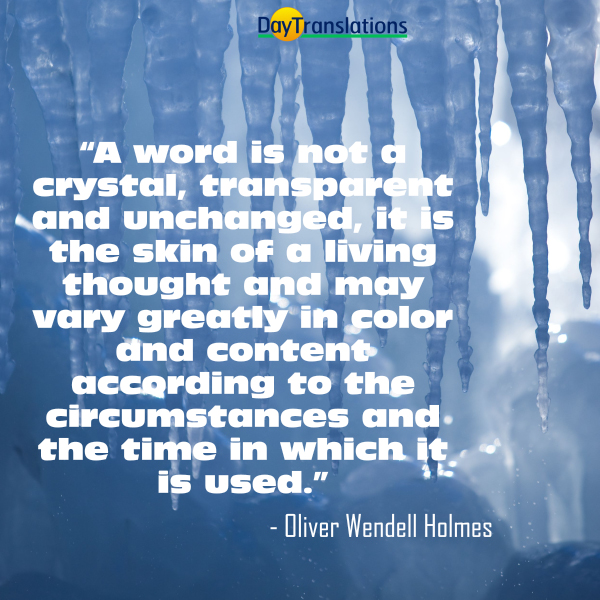 DayTranslations
“A word is not a
crystal, transparent
and unchanged, it is
the skin of a living
thought and may
vary greatly in color
and content
according to the
circumstances and
the time in which it
is used.”
- Oliver Wendell Holmes